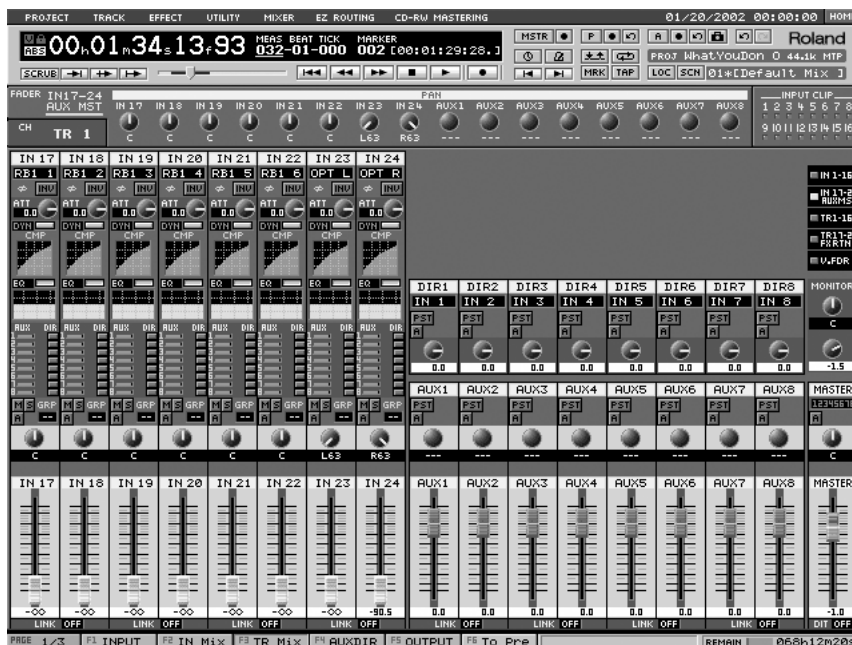 PROJECT TRACK EFFECT UTILITY MIXER EZ ROUTING CD-RW MASTERING 01/20/2002 00:00:00 HOM
ABS 00h01m34s13f93 MEAS BEAT TICK MARKER MSTR P A Roland
032-01-000 002 [00:01:29:28.]
PROJ WhatYouDon O 44.1k MTP
SCRUB MRK TAP LOC SCN 01*[Default Mix ]
FADER IN17-24 PAN INPUT CLIP
AUX MST IN 17 IN 18 IN 19 IN 20 IN 21 IN 22 IN 23 IN 24 AUX1 AUX2 AUX3 AUX4 AUX5 AUX6 AUX7 AUX8 1 2 3 4 5 6 7 8
CH TR 1 C C C C C C L63 R63 9 10 11 12 13 14 15 16
IN 17 IN 18 IN 19 IN 20 IN 21 IN 22 IN 23 IN 24
RB1 1 RB1 2 RB1 3 RB1 4 RB1 5 RB1 6 OPT L OPT R IN 1-16
INV INV INV INV INV INV INV INV IN 17-2
AUXMS
ATT ATT ATT ATT ATT ATT ATT ATT
0.0 0.0 0.0 0.0 0.0 0.0 0.0 0.0 TR1-16
DYN DYN DYN DYN DYN DYN DYN DYN TR17-2
CMP CMP CMP CMP CMP CMP CMP CMP FXRTN
V.FDR
EQ EQ EQ EQ EQ EQ EQ EQ DIR1 DIR2 DIR3 DIR4 DIR5 DIR6 DIR7 DIR8 MONITOR
IN 1 IN 2 IN 3 IN 4 IN 5 IN 6 IN 7 IN 8
PST PST PST PST PST PST PST PST C
AUX DIR AUX DIR AUX DIR AUX DIR AUX DIR AUX DIR AUX DIR AUX DIR A A A A A A A A
0.0 0.0 0.0 0.0 0.0 0.0 0.0 0.0 -1.5
AUX1 AUX2 AUX3 AUX4 AUX5 AUX6 AUX7 AUX8 MASTER
M S GRP M S GRP M S GRP M S GRP M S GRP M S GRP M S GRP M S GRP PST PST PST PST PST PST PST PST 1234567
A -- A -- A -- A -- A -- A -- A -- A -- A A A A A A A A A
C C C C C C L63 R63 --- --- --- --- --- --- --- --- C
IN 17 IN 18 IN 19 IN 20 IN 21 IN 22 IN 23 IN 24 AUX1 AUX2 AUX3 AUX4 AUX5 AUX6 AUX7 AUX8 MASTER
-∞ -∞ -∞ -∞ -∞ -∞ -∞ -90.5 0.0 0.0 0.0 0.0 0.0 0.0 0.0 0.0 -1.0
LINK OFF LINK OFF LINK OFF LINK OFF LINK OFF LINK OFF LINK OFF LINK OFF DIT OFF
PAGE 1/3 F1 INPUT F2 IN Mix F3 TR Mix F4 AUXDIR F5 OUTPUT F6 To Pre REMAIN 068h12m20s